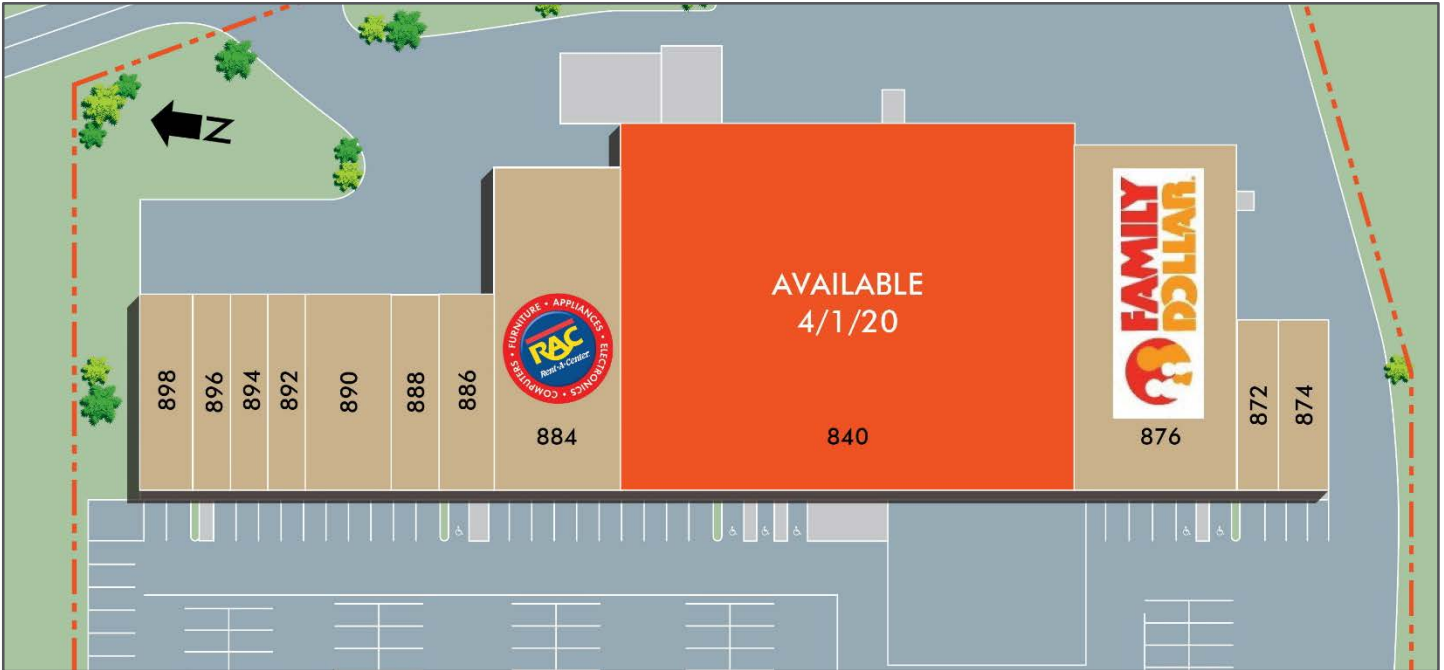 N
AVAILABLE
4/1/20
FAMILY
DOLLAR.
COMPUTERS • FURNITURE • APPLIANCES • ELECTRONICS •
RAC
Rent-A-Center
898
896
894
892
890
888
886
884
840
876
872
874